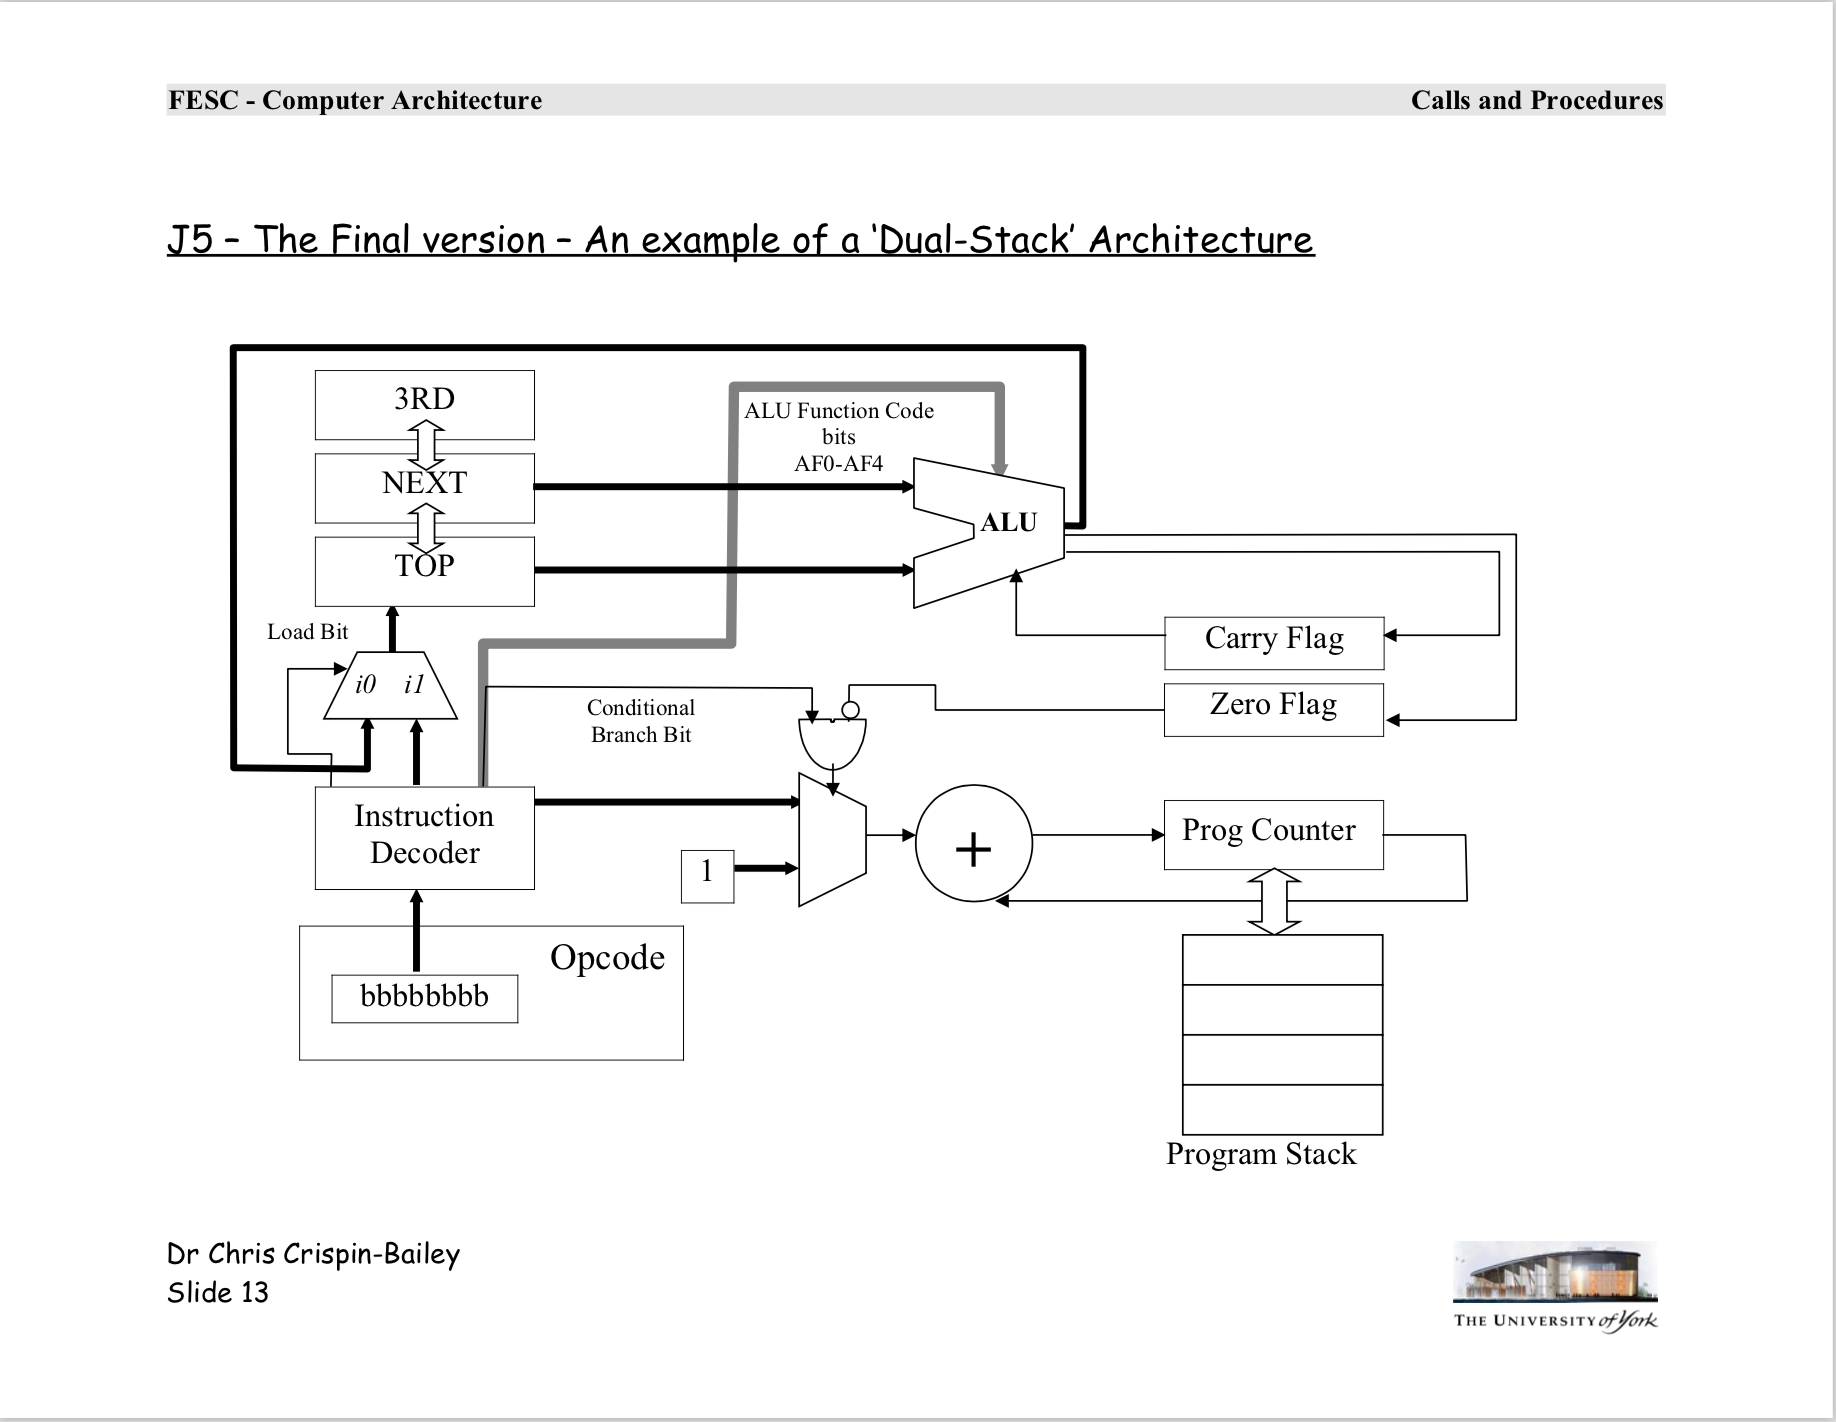 FESC - Computer Architecture
Calls and Procedures
J5 – The Final version – An example of a ‘Dual-Stack’ Architecture
3RD
NEXT
TOP
ALU Function Code
bits
AF0-AF4
ALU
Load Bit
i0 i1
Carry Flag
Zero Flag
Conditional
Branch Bit
Instruction
Decoder
1
+
Prog Counter
Opcode
bbbbbbbb
Program Stack
Dr Chris Crispin-Bailey
Slide 13
THE UNIVERSITY of York